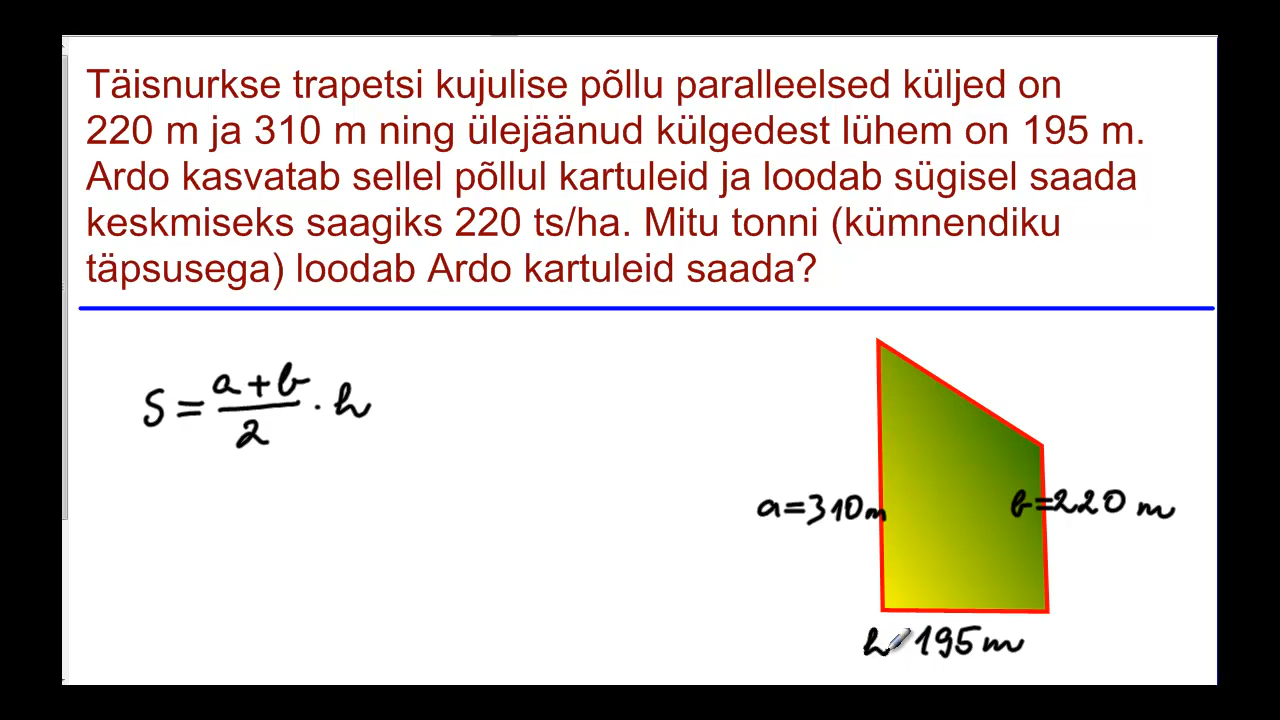 Täisnurkse trapetsi kujulise põllu paralleelsed küljed on
220 m ja 310 m ning ülejäänud külgedest lühem on 195 m.
Ardo kasvatab sellel põllul kartuleid ja loodab sügisel saada
keskmiseks saagiks 220 ts/ha. Mitu tonni (kümnendiku
täpsusega) loodab Ardo kartuleid saada?
S = (a+b)/2 · h
a=310m
b=220 m
h 195 m